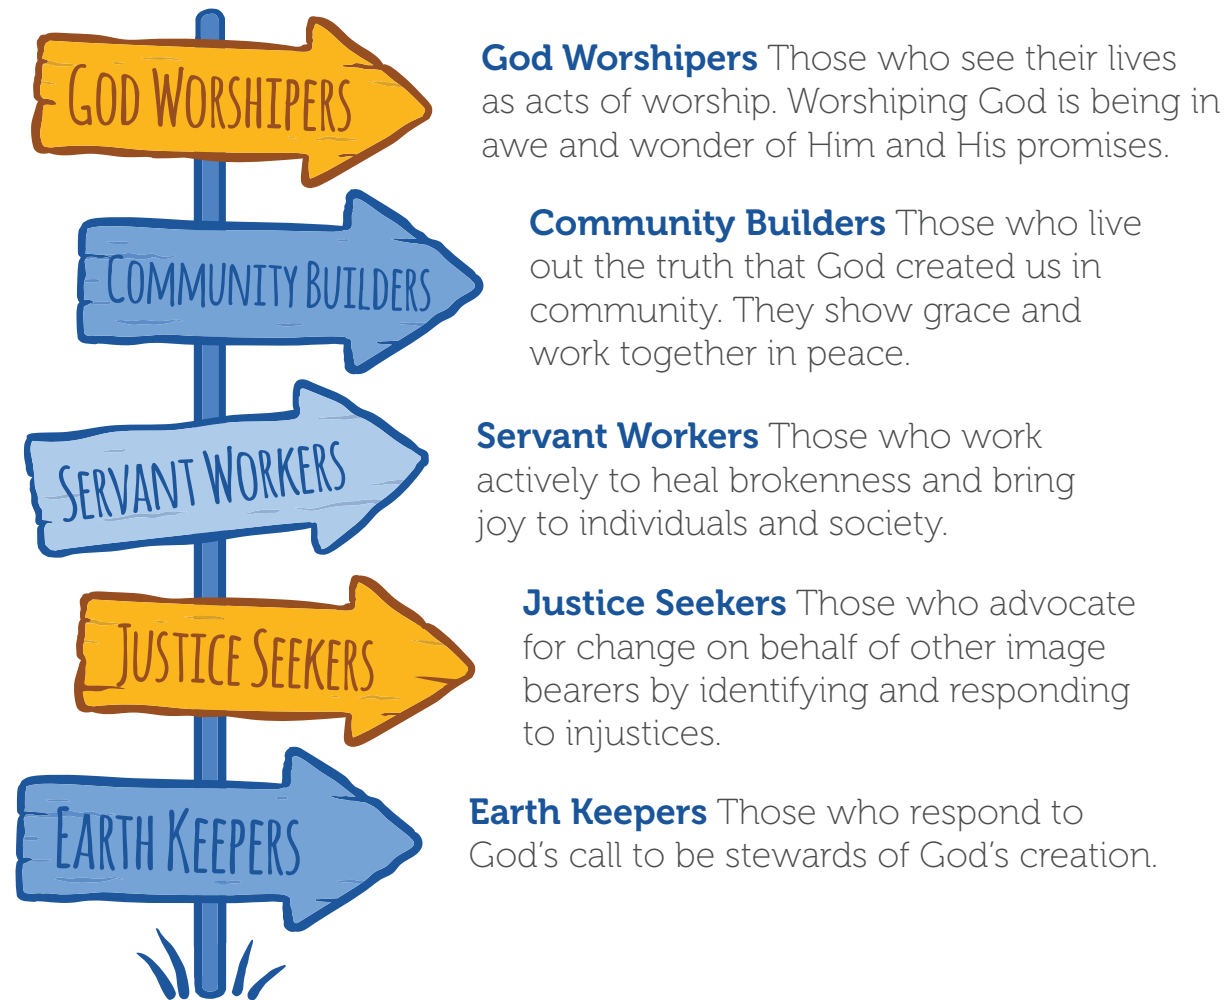 GOD WORSHIPERS
God Worshipers Those who see their lives
as acts of worship. Worshiping God is being in
awe and wonder of Him and His promises.
COMMUNITY BUILDERS
Community Builders Those who live
out the truth that God created us in
community. They show grace and
work together in peace.
SERVANT WORKERS
Servant Workers Those who work
actively to heal brokenness and bring
joy to individuals and society.
JUSTICE SEEKERS
Justice Seekers Those who advocate
for change on behalf of other image
bearers by identifying and responding
to injustices.
EARTH KEEPERS
Earth Keepers Those who respond to
God’s call to be stewards of God’s creation.